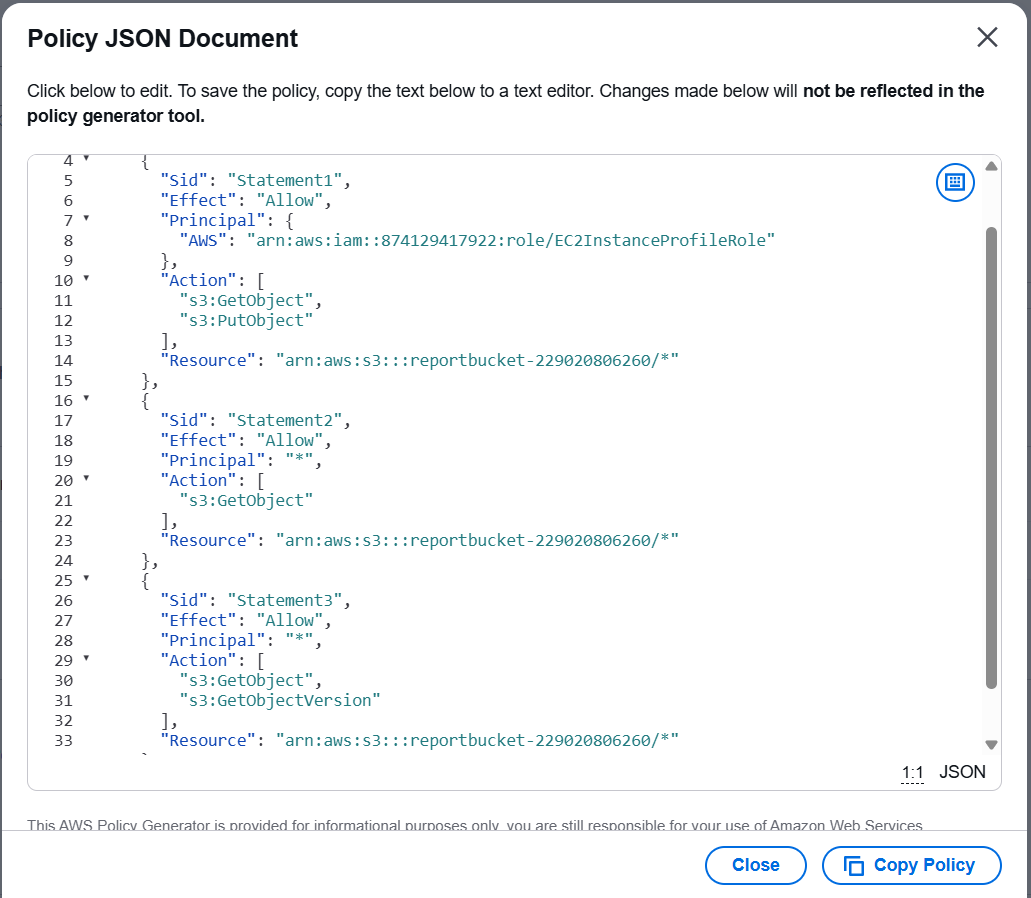 Policy JSON Document
Click below to edit. To save the policy, copy the text below to a text editor. Changes made below will not be reflected in the
policy generator tool.
4 {
5 "Sid": "Statement1",
6 "Effect": "Allow",
7 "Principal": {
8 "AWS": "arn:aws:iam::874129417922:role/EC2InstanceProfileRole"
9 },
10 "Action": [
11 "s3:GetObject",
12 "s3:PutObject"
13 ],
14 "Resource": "arn:aws:s3:::reportbucket-229020806260/*"
15 },
16 {
17 "Sid": "Statement2",
18 "Effect": "Allow",
19 "Principal": "*",
20 "Action": [
21 "s3:GetObject"
22 ],
23 "Resource": "arn:aws:s3:::reportbucket-229020806260/*"
24 },
25 {
26 "Sid": "Statement3",
27 "Effect": "Allow",
28 "Principal": "*",
29 "Action": [
30 "s3:GetObject",
31 "s3:GetObjectVersion"
32 ],
33 "Resource": "arn:aws:s3:::reportbucket-229020806260/*"
1:1 JSON
This AWS Policy Generator is provided for informational purposes only, you are still responsible for your use of Amazon Web Services
Close Copy Policy